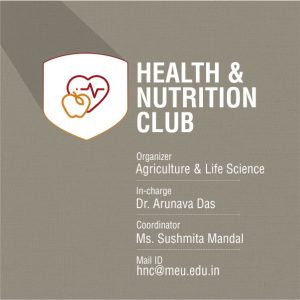 HEALTH &
NUTRITION
CLUB
Organizer
Agriculture & Life Science
In-charge
Dr. Arunava Das
Coordinator
Ms. Sushmita Mandal
Mail ID
hnc@meu.edu.in